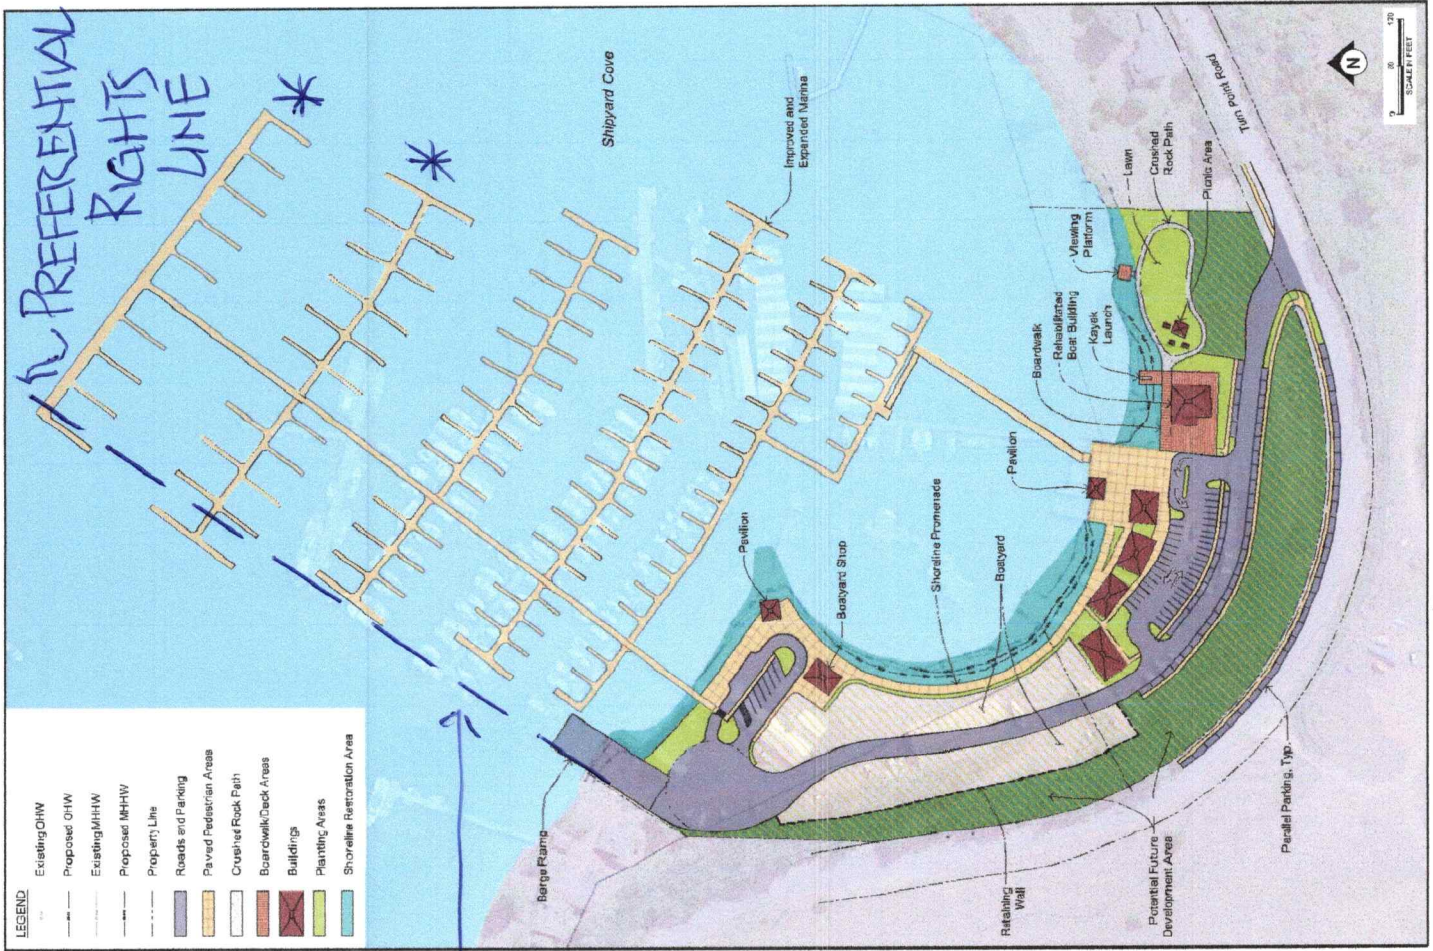 PREFERENTIAL
RIGHTS
LINE
LEGEND
Existing OHW
Proposed OHW
Existing MHHW
Proposed MHHW
Property Line
Roads and Parking
Paved Pedestrian Areas
Crushed Rock Path
Boardwalk/Deck Areas
Buildings
Planting Areas
Shoreline Restoration Area
Shipyard Cove
Improved and
Expanded Marina
Barge Ramp
Pavilion
Boatyard Shop
Shoreline Promenade
Boatyard
Pavilion
Boardwalk
Rehabilitated
Boat Building
Kayak
Launch
Viewing
Platform
Lawn
Crushed
Rock Path
Picnic Area
Turn Point Road
Retaining
Wall
Potential Future
Development Area
Parallel Parking, Typ.
N
0 60 120
SCALE IN FEET